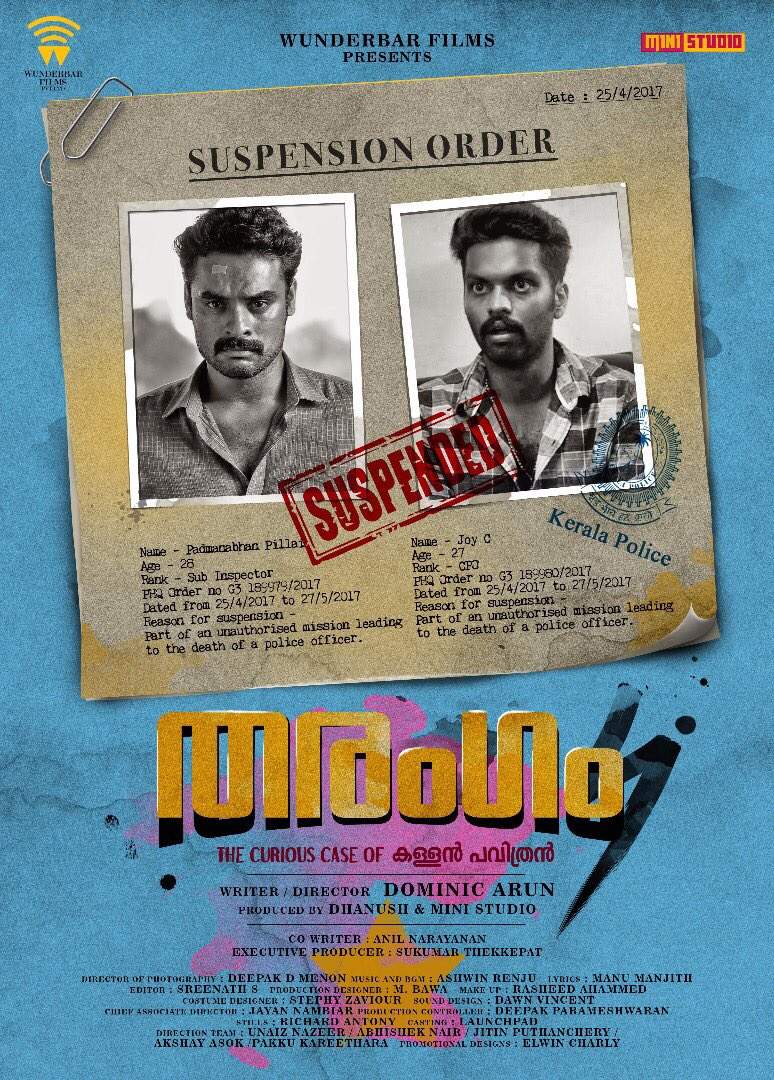 WUNDERBAR
FILMS
WUNDERBAR FILMS
PRESENTS
MINI STUDIO
Date : 25/4/2017
SUSPENSION ORDER
SUSPENDED
Kerala Police
Name - Padmanabhan Pillai
Age - 28
Rank - Sub Inspector
PHQ Order no G3 189979/2017
Dated from 25/4/2017 to 27/5/2017
Reason for suspension -
Part of an unauthorised mission leading
to the death of a police officer.
Name - Joy C
Age - 27
Rank - CPO
PHQ Order no G3 189980/2017
Dated from 25/4/2017 to 27/5/2017
Reason for suspension -
Part of an unauthorised mission leading
to the death of a police officer.
തരംഗം
THE CURIOUS CASE OF കള്ളൻ പവിത്രൻ
WRITER / DIRECTOR DOMINIC ARUN
PRODUCED BY DHANUSH & MINI STUDIO
CO WRITER : ANIL NARAYANAN
EXECUTIVE PRODUCER : SUKUMAR THEKKEPAT
DIRECTOR OF PHOTOGRAPHY : DEEPAK D MENON MUSIC AND BGM : ASHWIN RENJU LYRICS : MANU MANJITH
EDITOR : SREENATH S PRODUCTION DESIGNER : M. BAWA MAKE UP : RASHEED AHAMMED
COSTUME DESIGNER : STEPHY ZAVIOUR SOUND DESIGN : DAWN VINCENT
CHIEF ASSOCIATE DIRECTOR : JAYAN NAMBIAR PRODUCTION CONTROLLER : DEEPAK PARAMESHWARAN
STILLS : RICHARD ANTONY CASTING : LAUNCHPAD
DIRECTION TEAM : UNAIZ NAZEER / ABHISHEK NAIR / JITIN PUTHANCHERY /
AKSHAY ASOK /PAKKU KAREETHARA PROMOTIONAL DESIGNS : ELWIN CHARLY